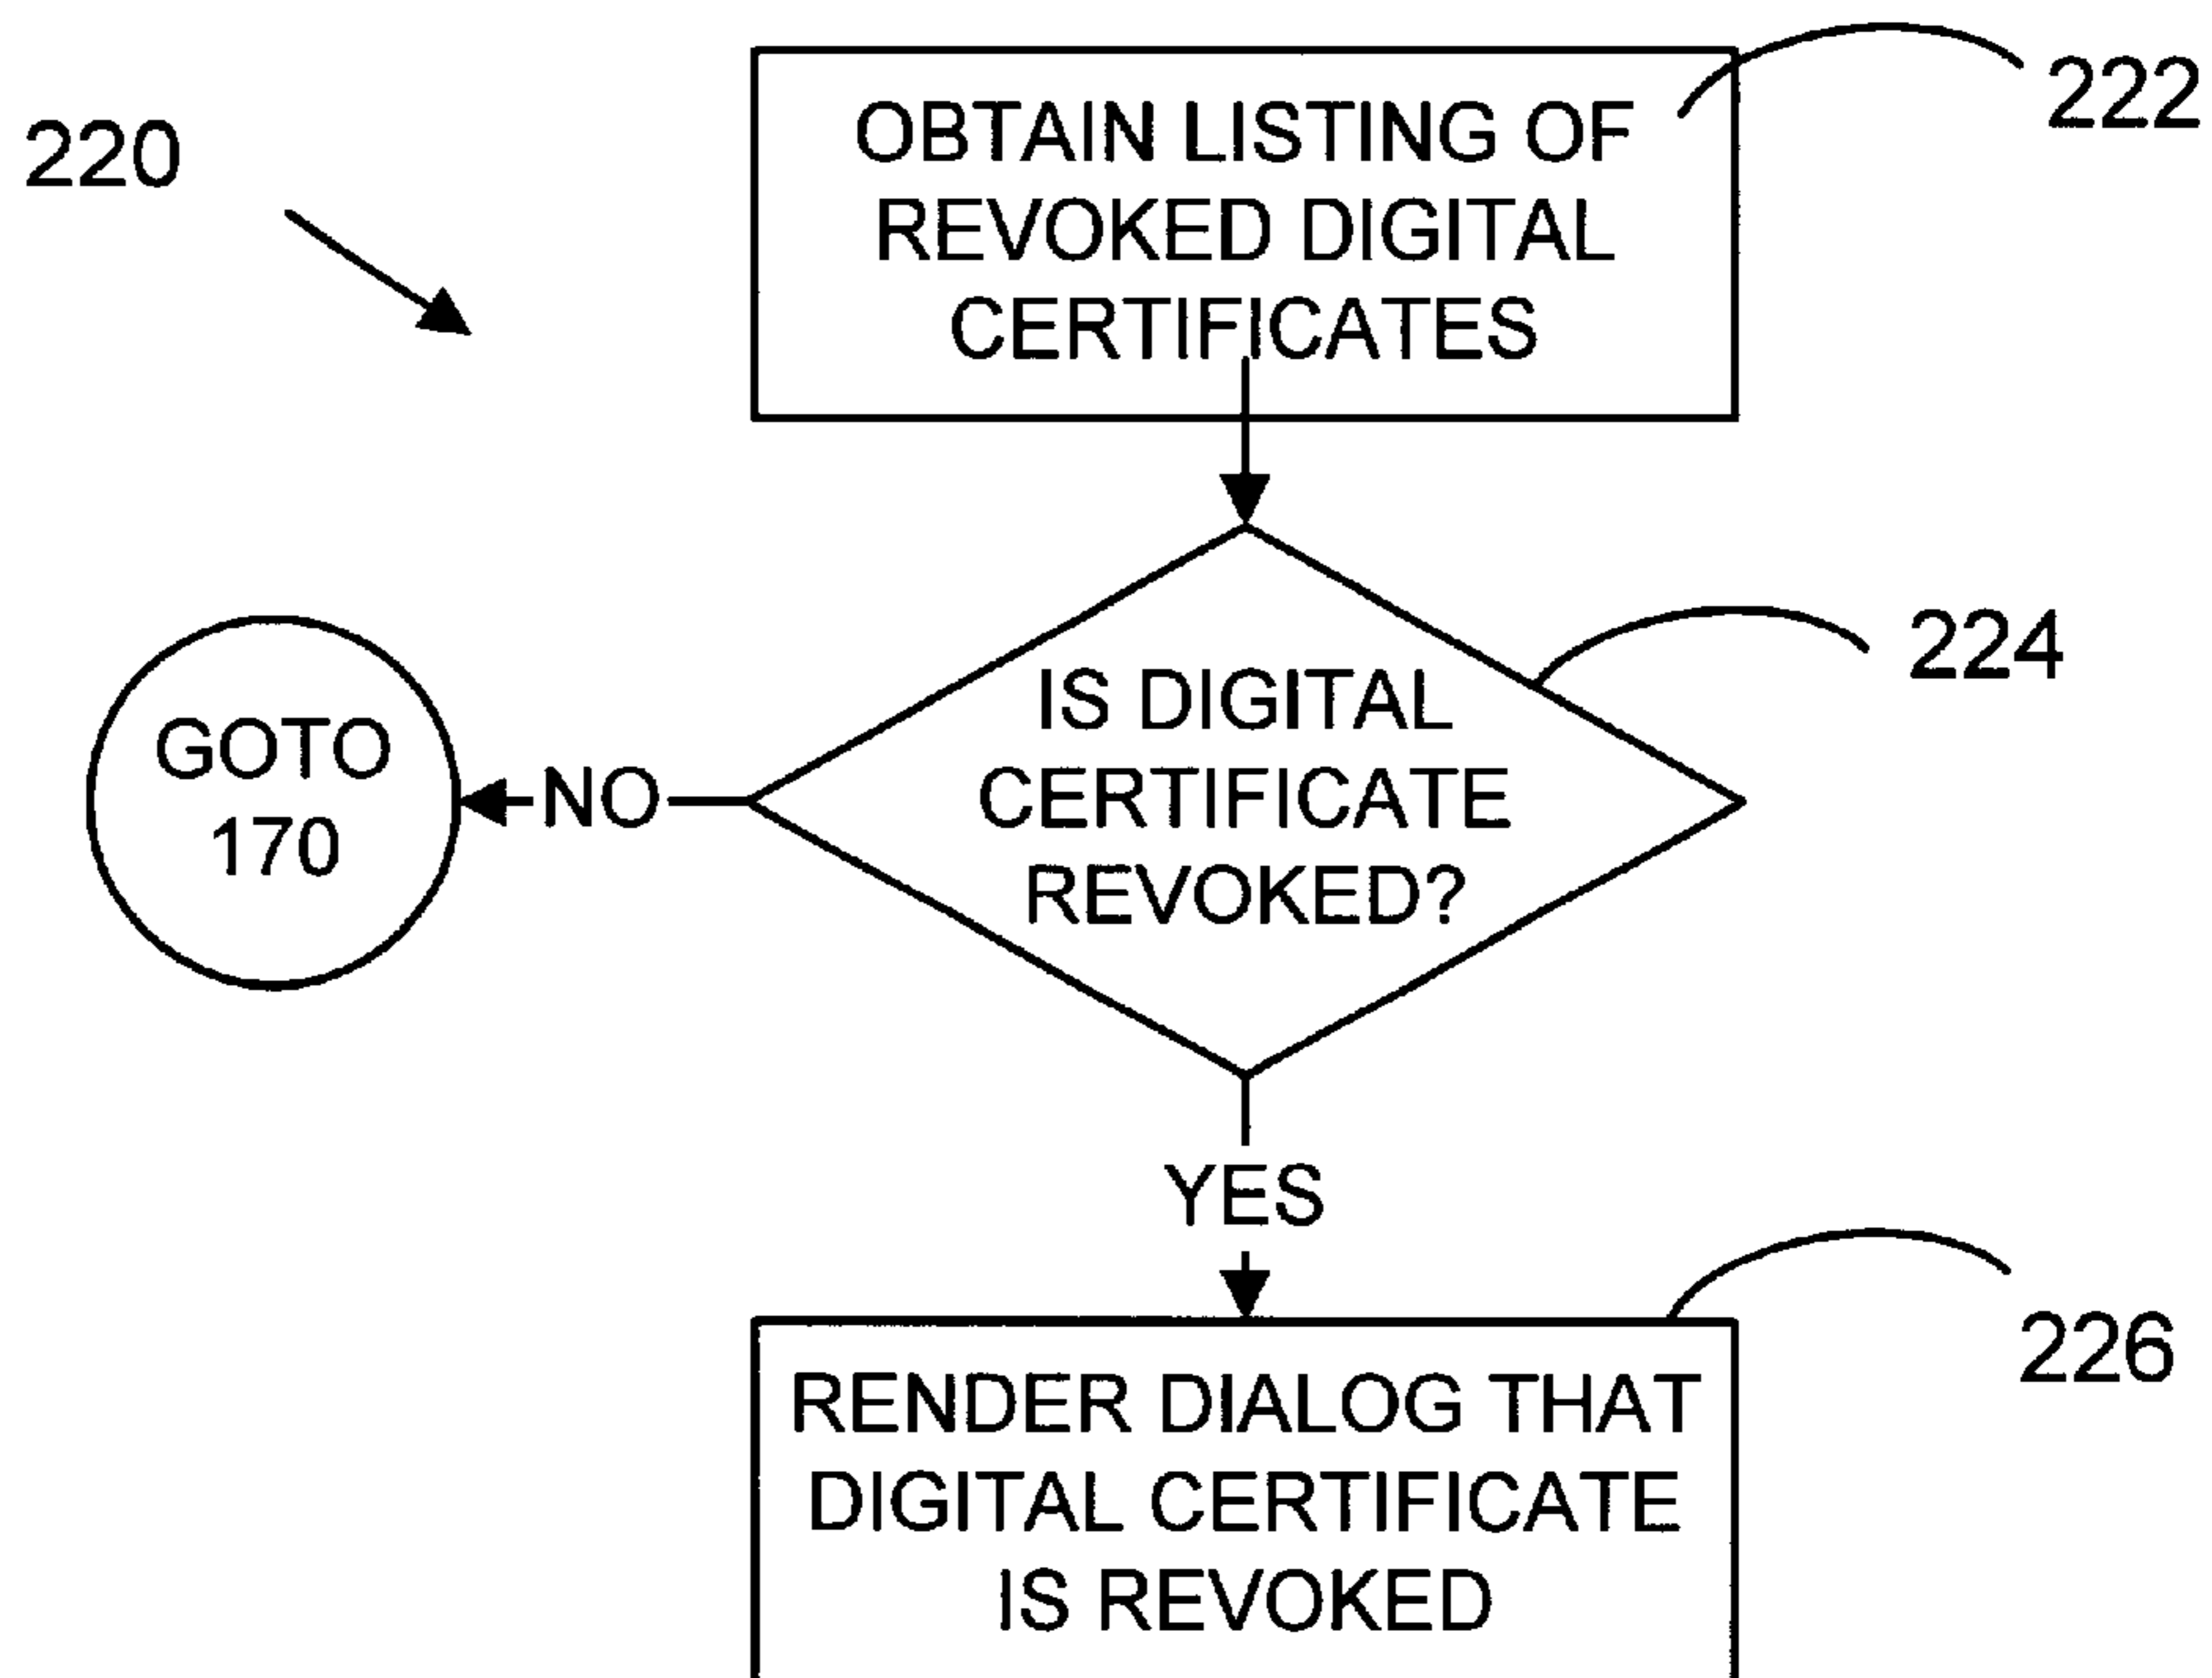 220
OBTAIN LISTING OF
REVOKED DIGITAL
CERTIFICATES
222
IS DIGITAL
CERTIFICATE
REVOKED?
224
NO
GOTO
170
YES
RENDER DIALOG THAT
DIGITAL CERTIFICATE
IS REVOKED
226